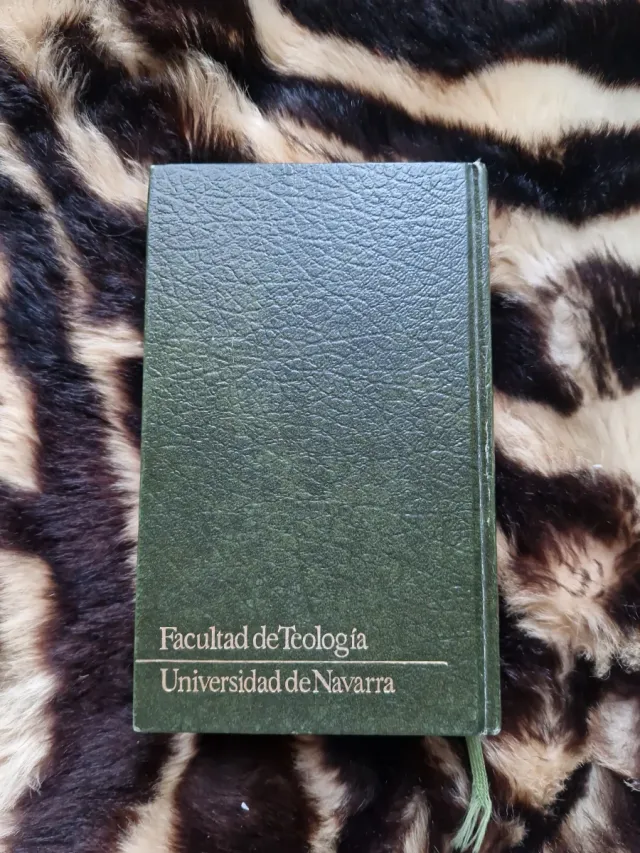 Facultad de Teología
Universidad de Navarra